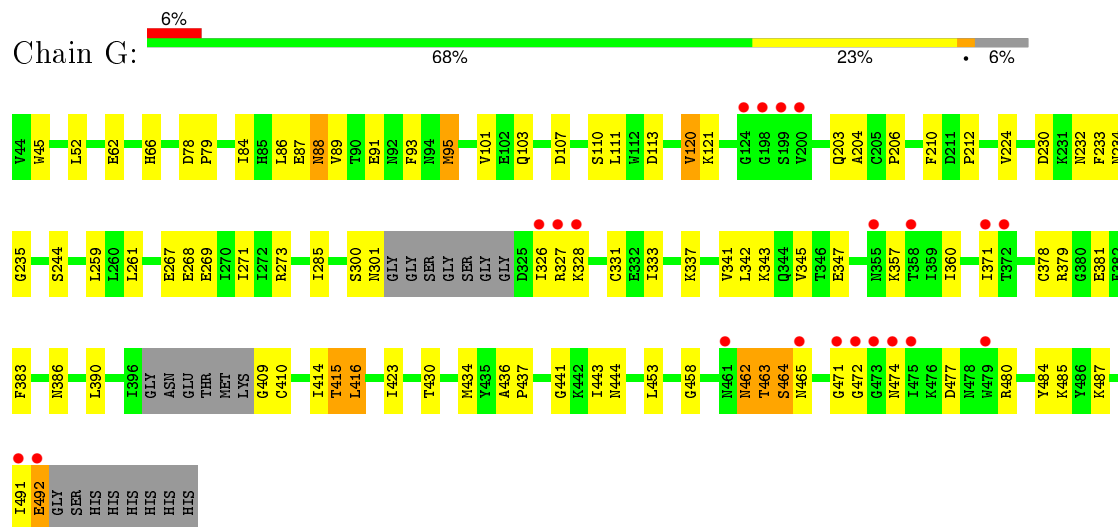 6%
Chain G:
68% 23% • 6%
V44 W45 L52 E62 H66 D78 P79 I84 H85 L86 E87 N88 V89 T90 E91 N92 F93 N94 M95 V101 E102 Q103 D107 S110 L111 W112 D113 V120 K121 G124 G198 S199 V200 Q203 A204 C205 P206 F210 D211 P212 V224 D230 K231 N232 F233 N234
G235 S244 L259 L260 L261 E267 E268 E269 I270 I271 I272 R273 I285 S300 N301 GLY GLY SER GLY SER GLY GLY D325 I326 R327 K328 C331 E332 I333 K337 V341 L342 K343 Q344 V345 T346 E347 N355 K357 T358 I359 I360 I371 T372 C378 R379 G380 E381
F383 N386 L390 I396 GLY ASN GLU THR MET LYS G409 C410 I414 T415 L416 I423 T430 M434 Y435 A436 P437 G441 K442 I443 N444 L453 G458 N461 N462 T463 S464 N465 G471 G472 G473 N474 I475 K476 D477 N478 W479 R480 Y484 K485 Y486 K487
I491 E492 GLY SER HIS HIS HIS HIS HIS HIS